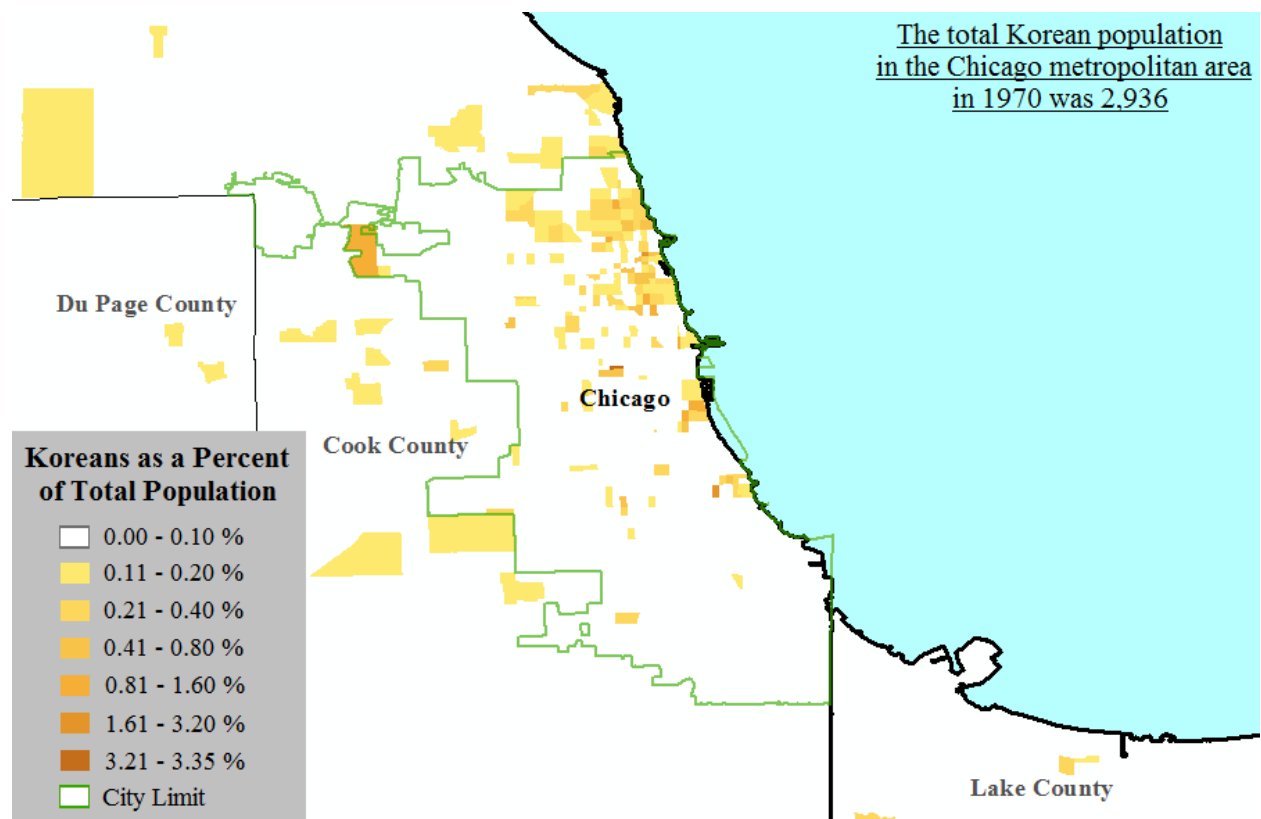 The total Korean population
in the Chicago metropolitan area
in 1970 was 2,936
Du Page County
Chicago
Cook County
Koreans as a Percent
of Total Population
0.00 - 0.10 %
0.11 - 0.20 %
0.21 - 0.40 %
0.41 - 0.80 %
0.81 - 1.60 %
1.61 - 3.20 %
3.21 - 3.35 %
City Limit
Lake County